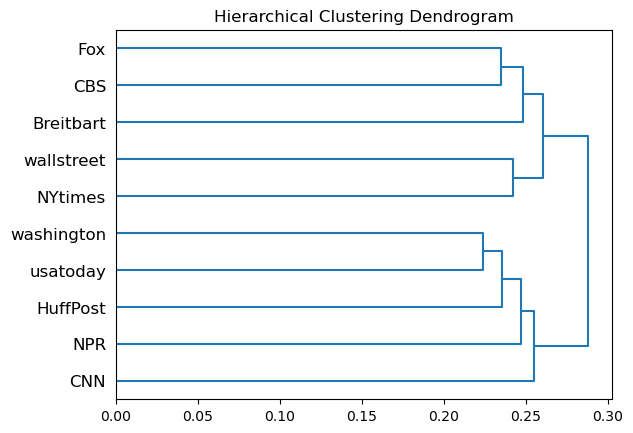 Hierarchical Clustering Dendrogram
Fox
CBS
Breitbart
wallstreet
NYtimes
washington
usatoday
HuffPost
NPR
CNN
0.00 0.05 0.10 0.15 0.20 0.25 0.30